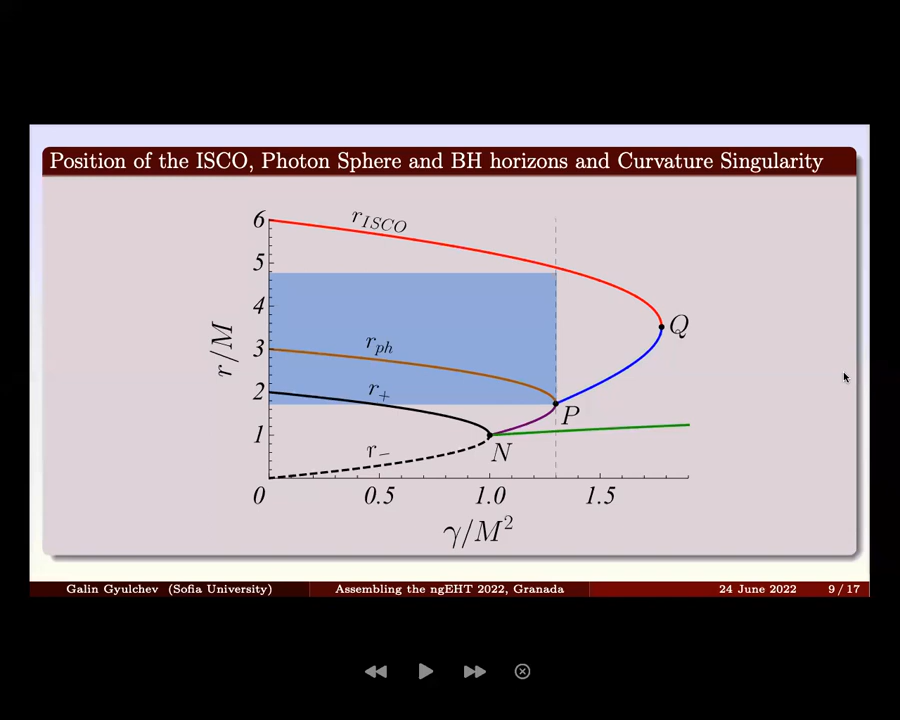 Position of the ISCO, Photon Sphere and BH horizons and Curvature Singularity
6
r_ISCO
5
4
Q
r/M
3
r_ph
2
r_+
P
1
N
r_-
0
0.5
1.0
1.5
γ/M²
Galin Gyulchev (Sofia University)
Assembling the ngEHT 2022, Granada
24 June 2022
9 / 17